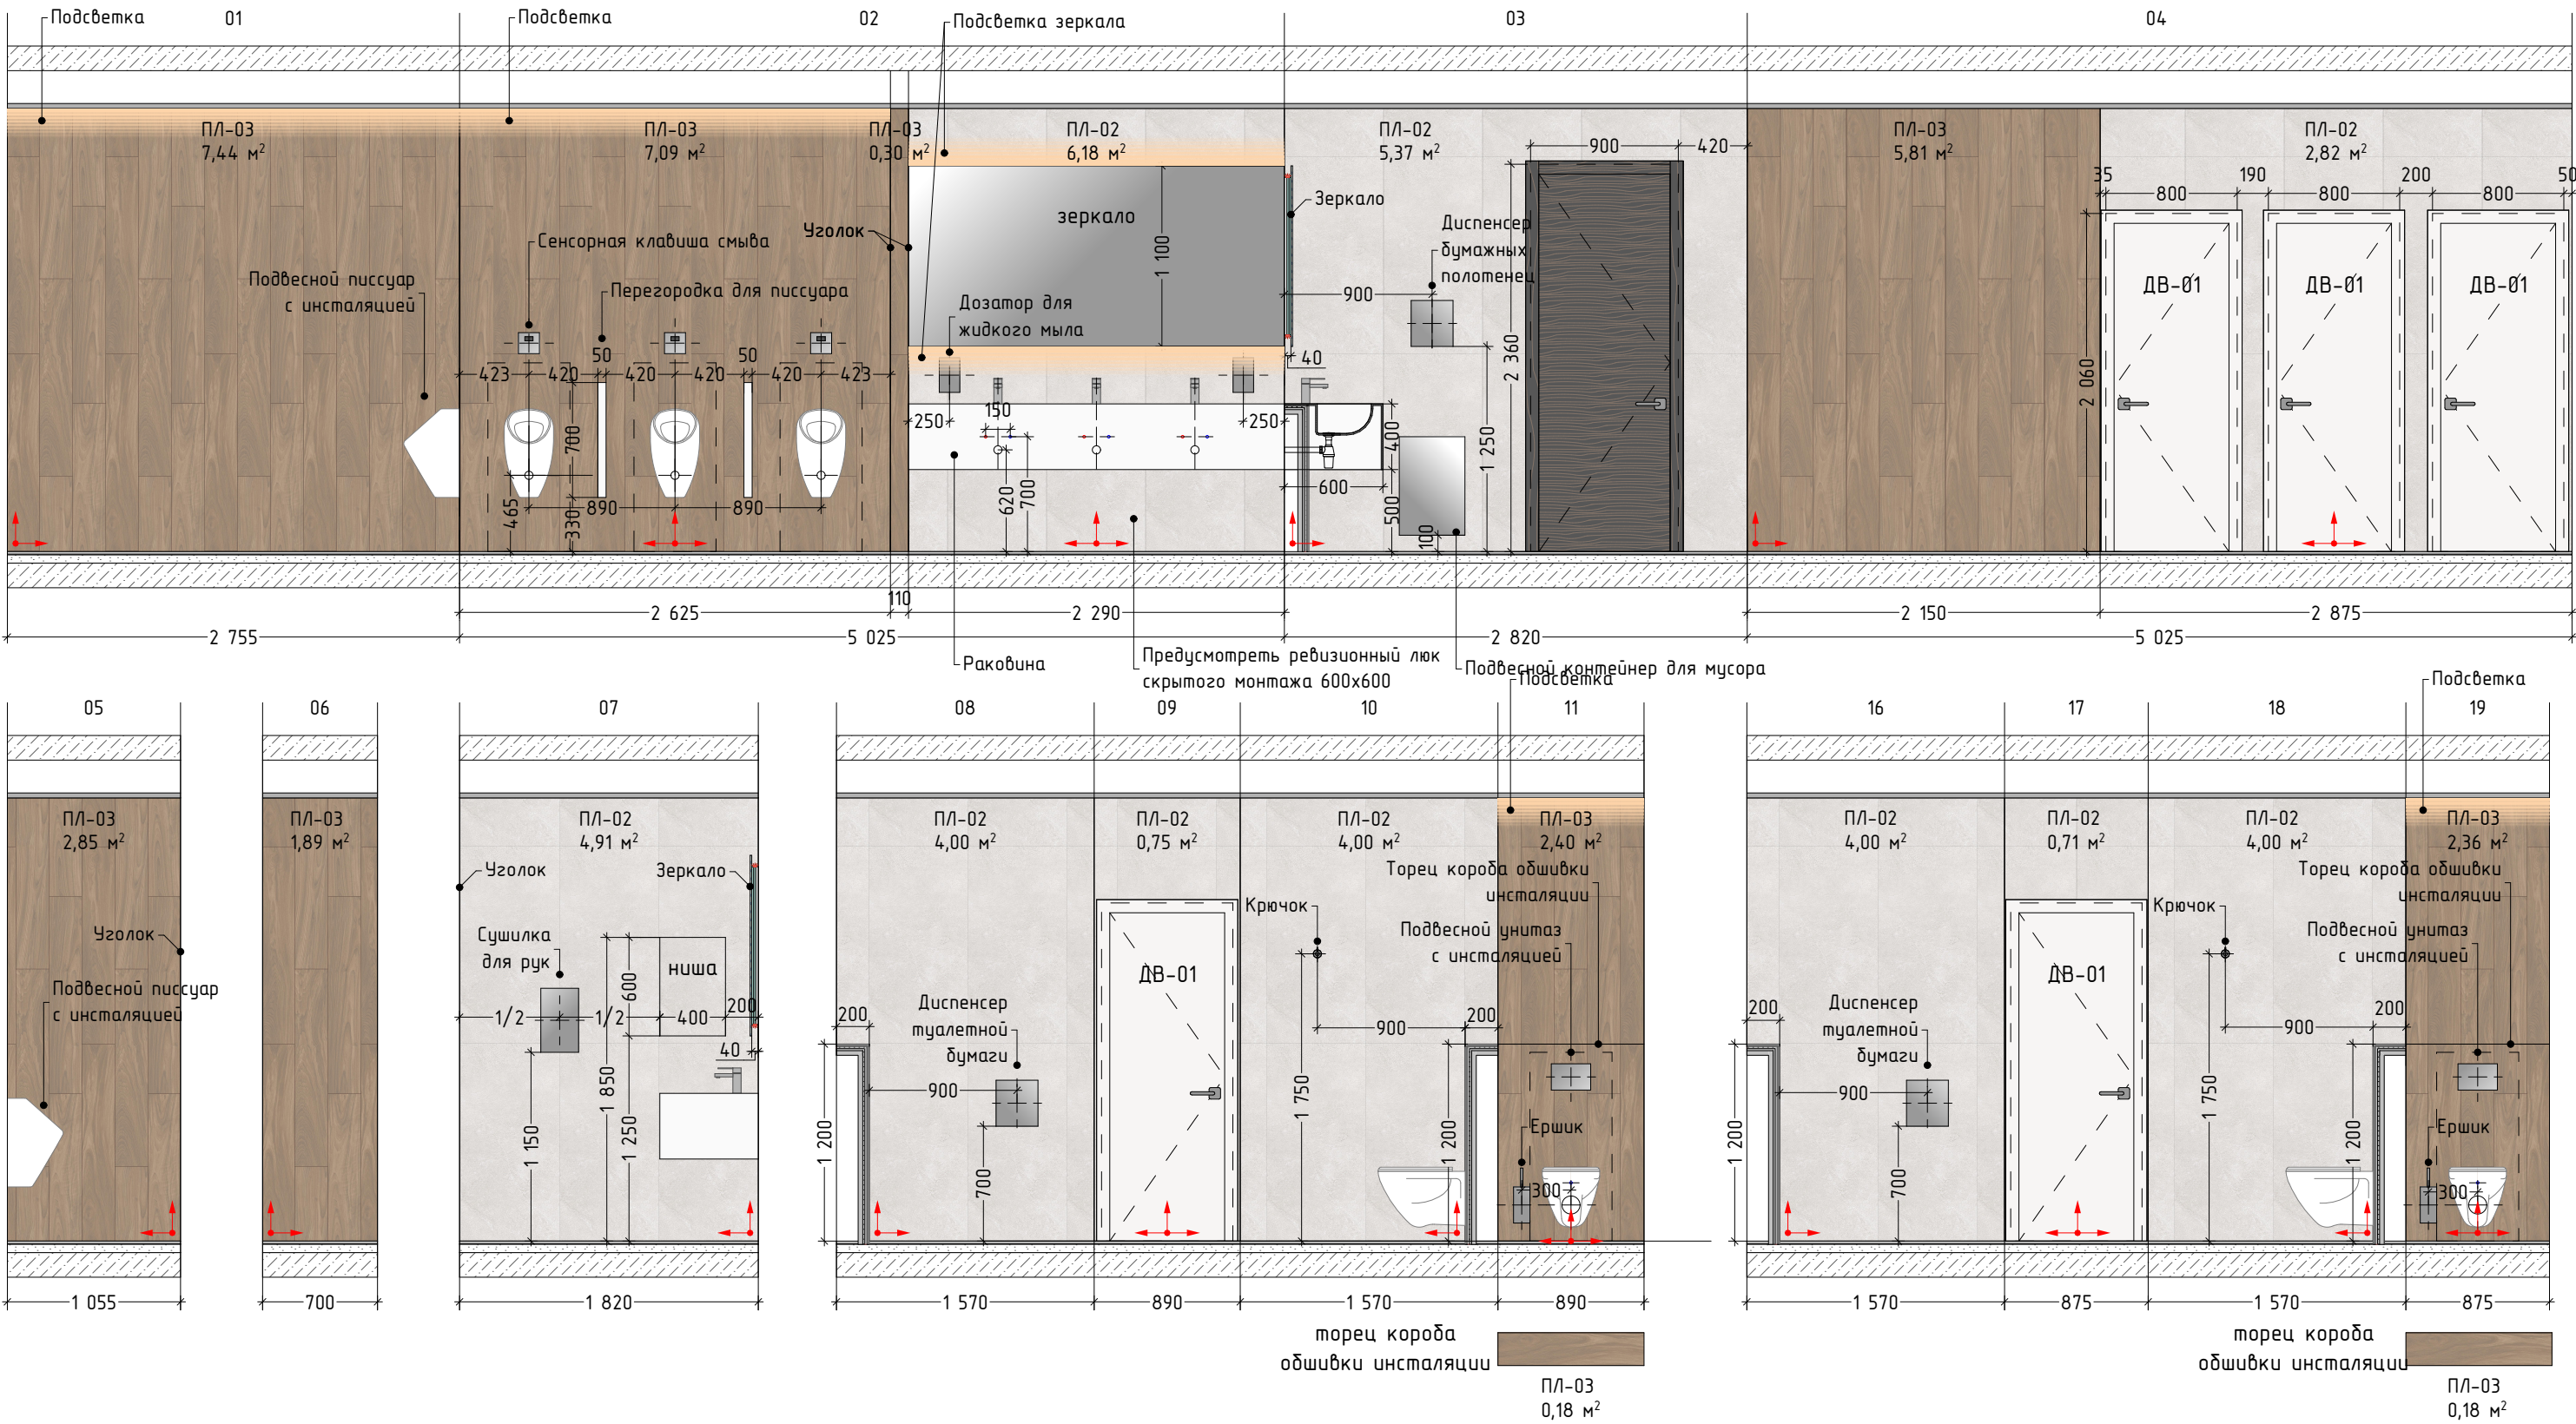 Подсветка
01
Подсветка
02
Подсветка зеркала
03
04
ПЛ-03
7,44 м²
ПЛ-03
7,09 м²
ПЛ-03
0,30 м²
ПЛ-02
6,18 м²
ПЛ-02
5,37 м²
ПЛ-03
5,81 м²
ПЛ-02
2,82 м²
900
420
35
800
190
800
200
800
50
Подвесной писсуар
с инсталяцией
Сенсорная клавиша смыва
Перегородка для писсуара
Уголок
зеркало
1 100
Зеркало
Дозатор для
жидкого мыла
Диспенсер
бумажных
полотенец
900
2 360
2 060
ДВ-01
ДВ-01
ДВ-01
50
50
423
420
420
420
420
423
40
250
150
250
700
465
330
890
890
620
700
400
500
600
1 250
100
2 625
110
2 290
2 150
2 875
2 755
5 025
2 820
5 025
Раковина
Предусмотреть ревизионный люк
скрытого монтажа 600х600
Подвесной контейнер для мусора
Подсветка
Подсветка
05
06
07
08
09
10
11
16
17
18
19
ПЛ-03
2,85 м²
ПЛ-03
1,89 м²
ПЛ-02
4,91 м²
ПЛ-02
4,00 м²
ПЛ-02
0,75 м²
ПЛ-02
4,00 м²
ПЛ-03
2,40 м²
ПЛ-02
4,00 м²
ПЛ-02
0,71 м²
ПЛ-02
4,00 м²
ПЛ-03
2,36 м²
Уголок
Подвесной писсуар
с инсталяцией
Уголок
Зеркало
Сушилка
для рук
ниша
600
1/2
1/2
400
200
40
1 150
1 850
1 250
200
Диспенсер
туалетной
бумаги
900
1 200
700
ДВ-01
Крючок
Торец короба обшивки
инсталяции
Подвесной унитаз
с инсталяцией
200
900
1 750
1 200
Ершик
300
200
Диспенсер
туалетной
бумаги
900
1 200
700
ДВ-01
Крючок
Торец короба обшивки
инсталяции
Подвесной унитаз
с инсталяцией
200
900
1 750
1 200
Ершик
300
1 055
700
1 820
1 570
890
1 570
890
1 570
875
1 570
875
торец короба
обшивки инсталяции
ПЛ-03
0,18 м²
торец короба
обшивки инсталяции
ПЛ-03
0,18 м²